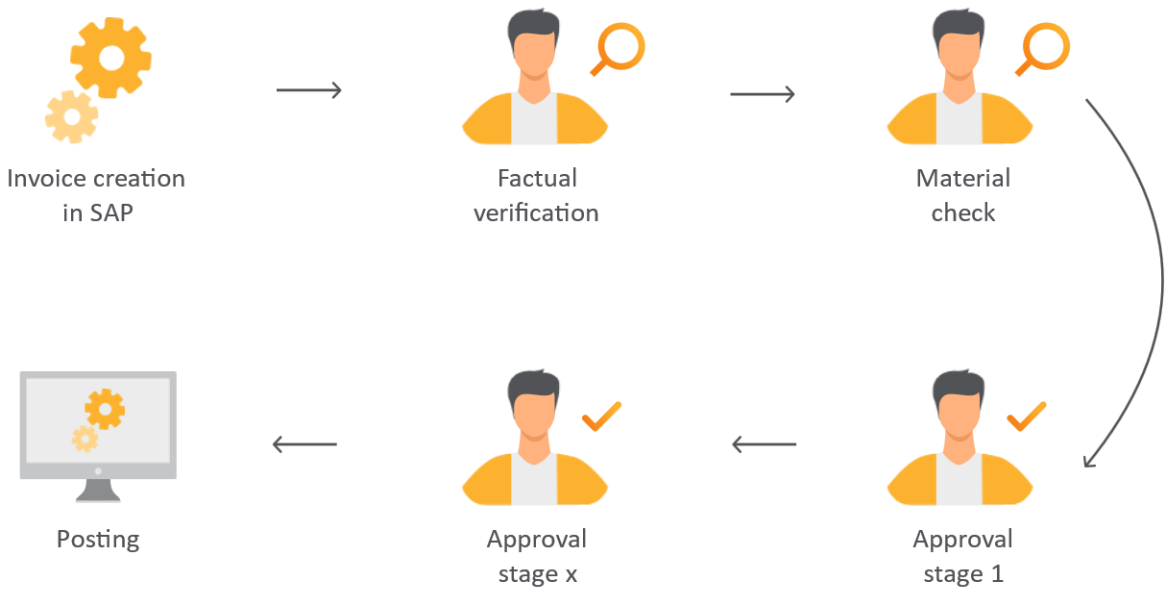 Invoice creation
in SAP
Factual
verification
Material
check
Approval
stage 1
Approval
stage x
Posting